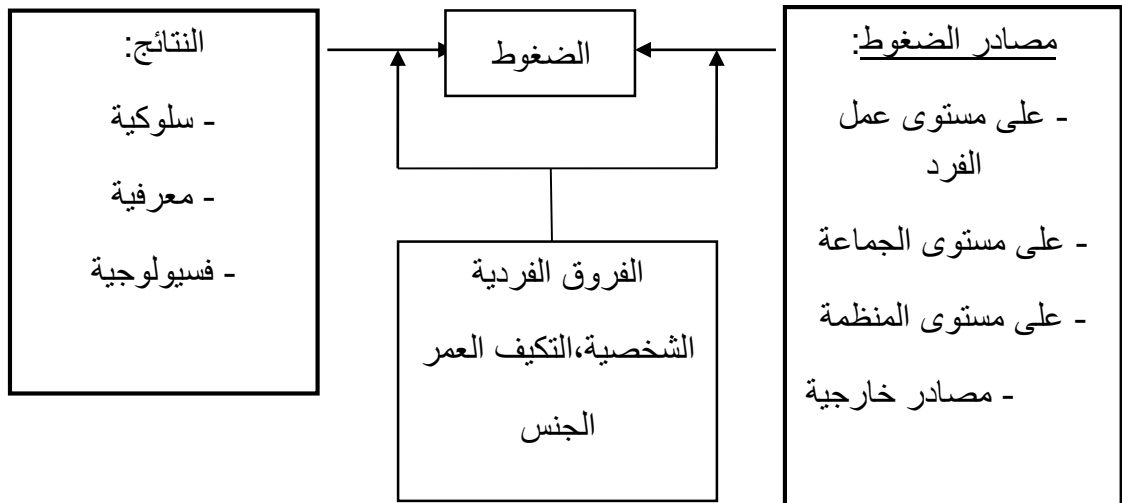 مصادر الضغوط:
- على مستوى عمل
الفرد
- على مستوى الجماعة
- على مستوى المنظمة
- مصادر خارجية
الضغوط
الفروق الفردية
الشخصية،التكيف العمر
الجنس
النتائج:
- سلوكية
- معرفية
- فسيولوجية